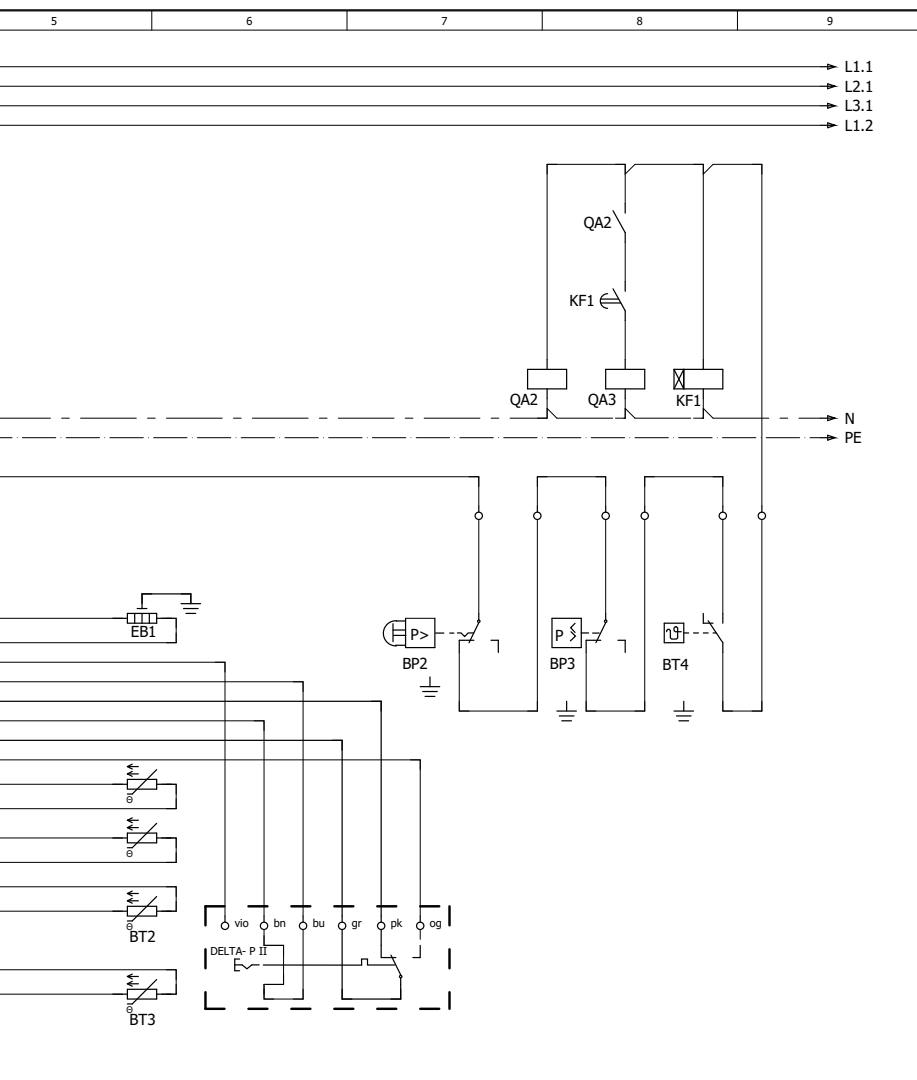 5 6 7 8 9
L1.1
L2.1
L3.1
L1.2
QA2
KF1
QA2 QA3 KF1
N
PE
EB1
P> P ϑ
BP2 BP3 BT4
Θ
Θ
Θ
BT2
vio bn bu gr pk og
DELTA- P II
Θ
BT3